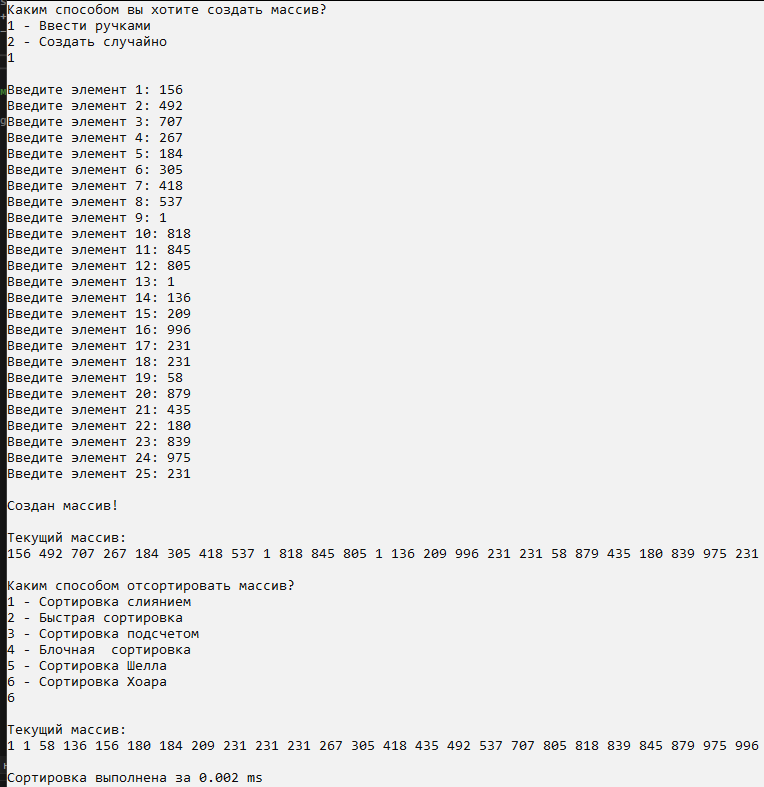 Каким способом вы хотите создать массив?
1 - Ввести ручками
2 - Создать случайно
1
Введите элемент 1: 156
Введите элемент 2: 492
Введите элемент 3: 707
Введите элемент 4: 267
Введите элемент 5: 184
Введите элемент 6: 305
Введите элемент 7: 418
Введите элемент 8: 537
Введите элемент 9: 1
Введите элемент 10: 818
Введите элемент 11: 845
Введите элемент 12: 805
Введите элемент 13: 1
Введите элемент 14: 136
Введите элемент 15: 209
Введите элемент 16: 996
Введите элемент 17: 231
Введите элемент 18: 231
Введите элемент 19: 58
Введите элемент 20: 879
Введите элемент 21: 435
Введите элемент 22: 180
Введите элемент 23: 839
Введите элемент 24: 975
Введите элемент 25: 231
Создан массив!
Текущий массив:
156 492 707 267 184 305 418 537 1 818 845 805 1 136 209 996 231 231 58 879 435 180 839 975 231
Каким способом отсортировать массив?
1 - Сортировка слиянием
2 - Быстрая сортировка
3 - Сортировка подсчетом
4 - Блочная  сортировка
5 - Сортировка Шелла
6 - Сортировка Хоара
6
Текущий массив:
1 1 58 136 156 180 184 209 231 231 231 267 305 418 435 492 537 707 805 818 839 845 879 975 996
Сортировка выполнена за 0.002 ms